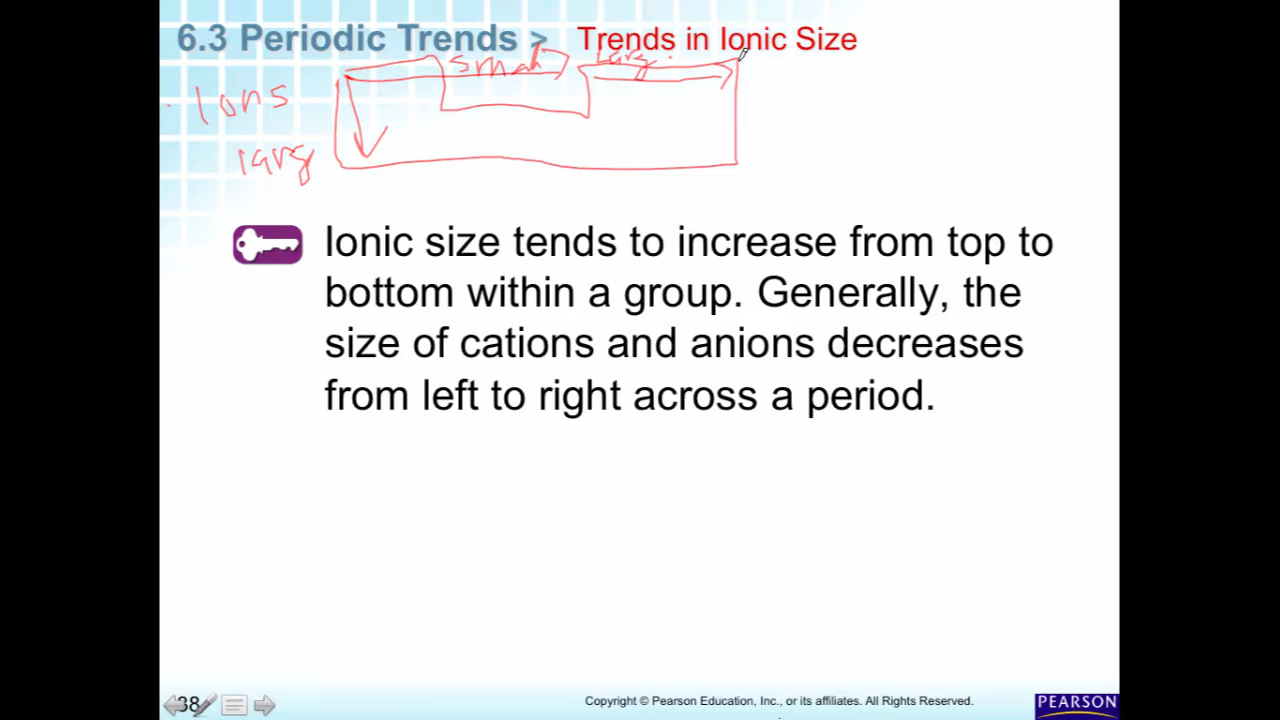 6.3 Periodic Trends > Trends in Ionic Size
small larg.
Ions
larg
Ionic size tends to increase from top to
bottom within a group. Generally, the
size of cations and anions decreases
from left to right across a period.
38
Copyright © Pearson Education, Inc., or its affiliates. All Rights Reserved.
PEARSON